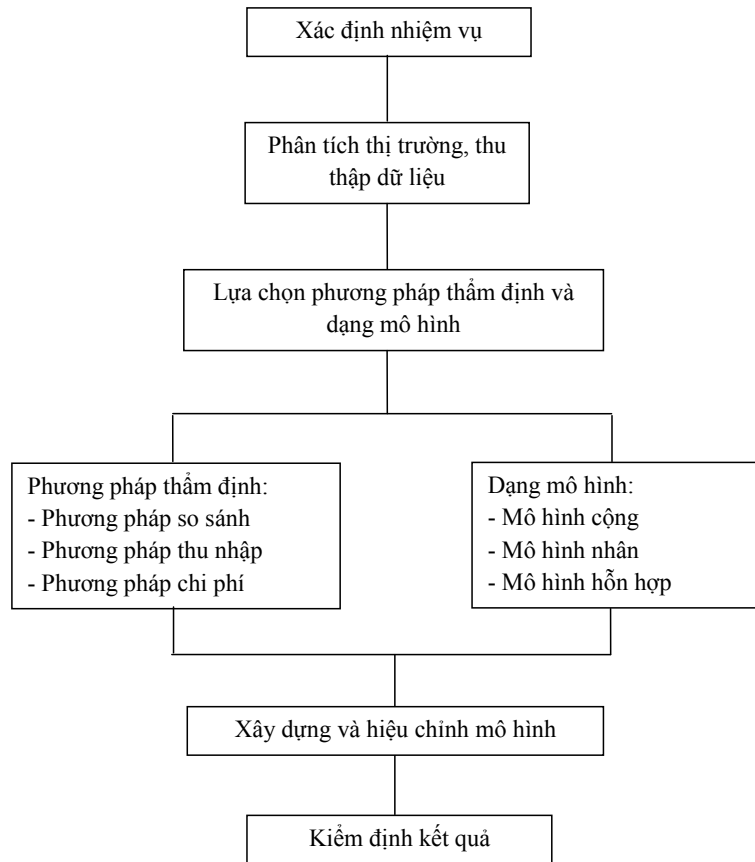 Xác định nhiệm vụ
Phân tích thị trường, thu
thập dữ liệu
Lựa chọn phương pháp thẩm định và
dạng mô hình
Phương pháp thẩm định:
- Phương pháp so sánh
- Phương pháp thu nhập
- Phương pháp chi phí
Dạng mô hình:
- Mô hình cộng
- Mô hình nhân
- Mô hình hỗn hợp
Xây dựng và hiệu chỉnh mô hình
Kiểm định kết quả